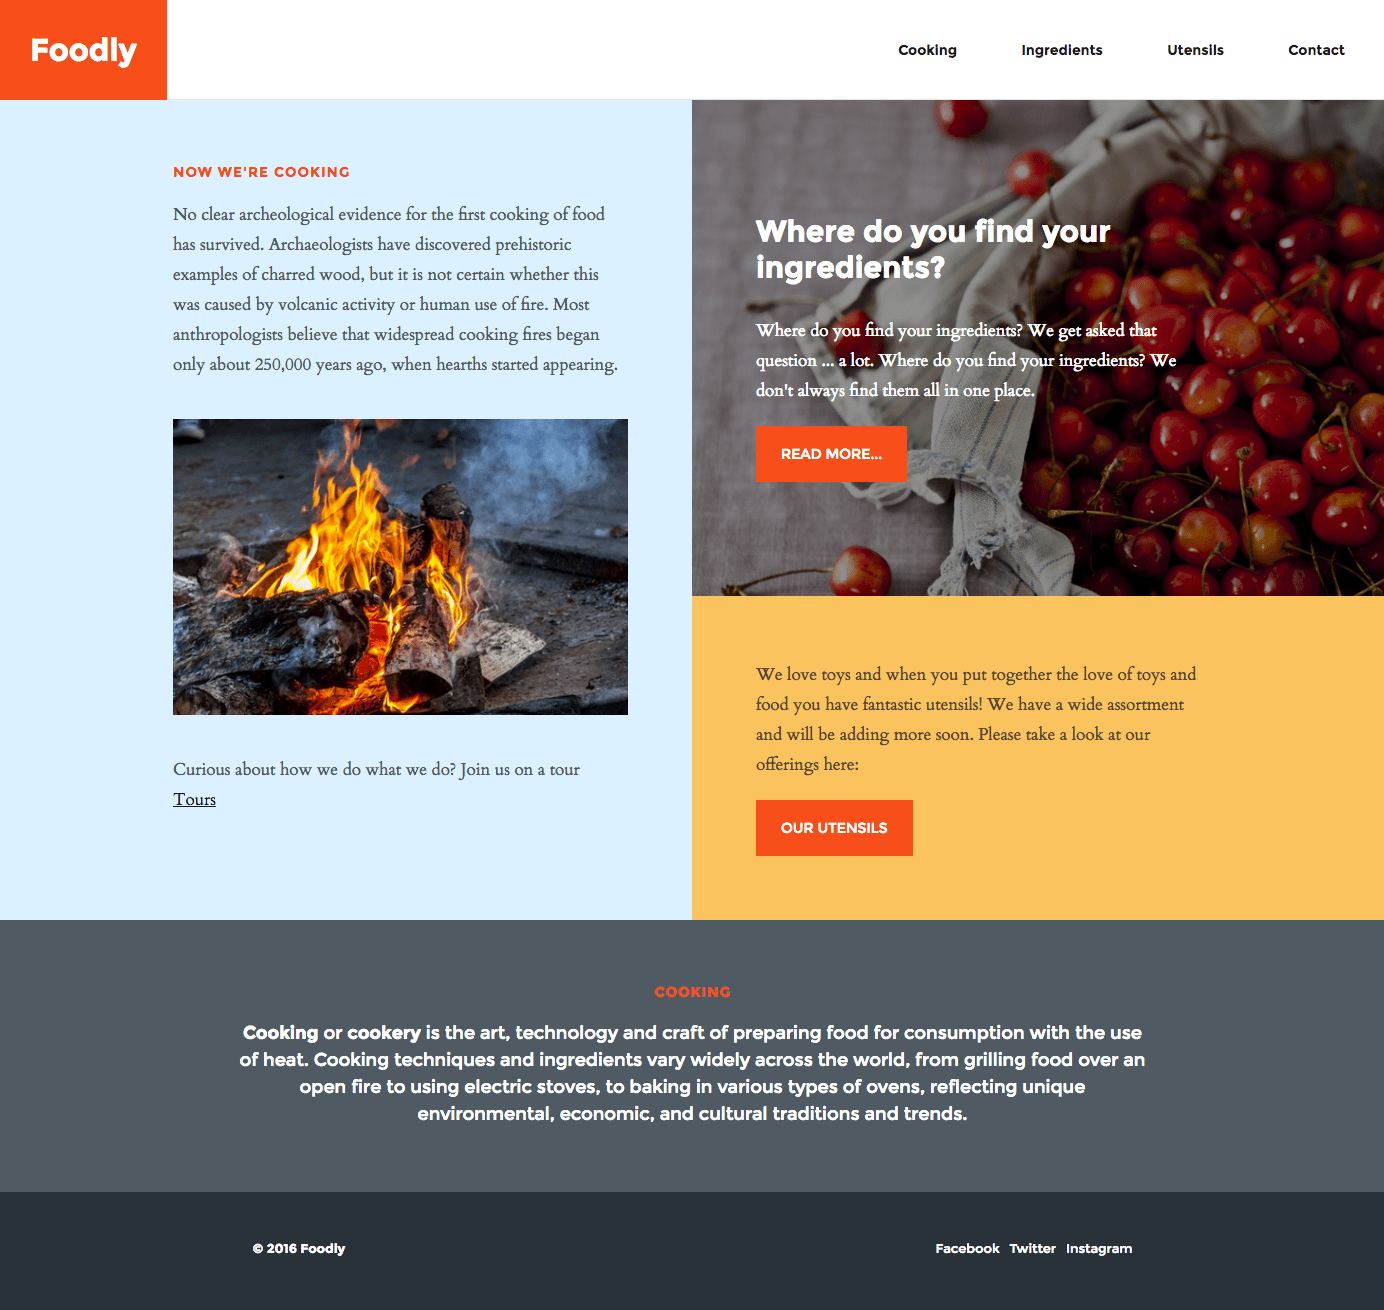 Foodly
Cooking
Ingredients
Utensils
Contact
NOW WE'RE COOKING
No clear archeological evidence for the first cooking of food
has survived. Archaeologists have discovered prehistoric
examples of charred wood, but it is not certain whether this
was caused by volcanic activity or human use of fire. Most
anthropologists believe that widespread cooking fires began
only about 250,000 years ago, when hearths started appearing.
Curious about how we do what we do? Join us on a tour
Tours
Where do you find your
ingredients?
Where do you find your ingredients? We get asked that
question ... a lot. Where do you find your ingredients? We
don't always find them all in one place.
READ MORE...
We love toys and when you put together the love of toys and
food you have fantastic utensils! We have a wide assortment
and will be adding more soon. Please take a look at our
offerings here:
OUR UTENSILS
COOKING
Cooking or cookery is the art, technology and craft of preparing food for consumption with the use
of heat. Cooking techniques and ingredients vary widely across the world, from grilling food over an
open fire to using electric stoves, to baking in various types of ovens, reflecting unique
environmental, economic, and cultural traditions and trends.
© 2016 Foodly
Facebook Twitter Instagram